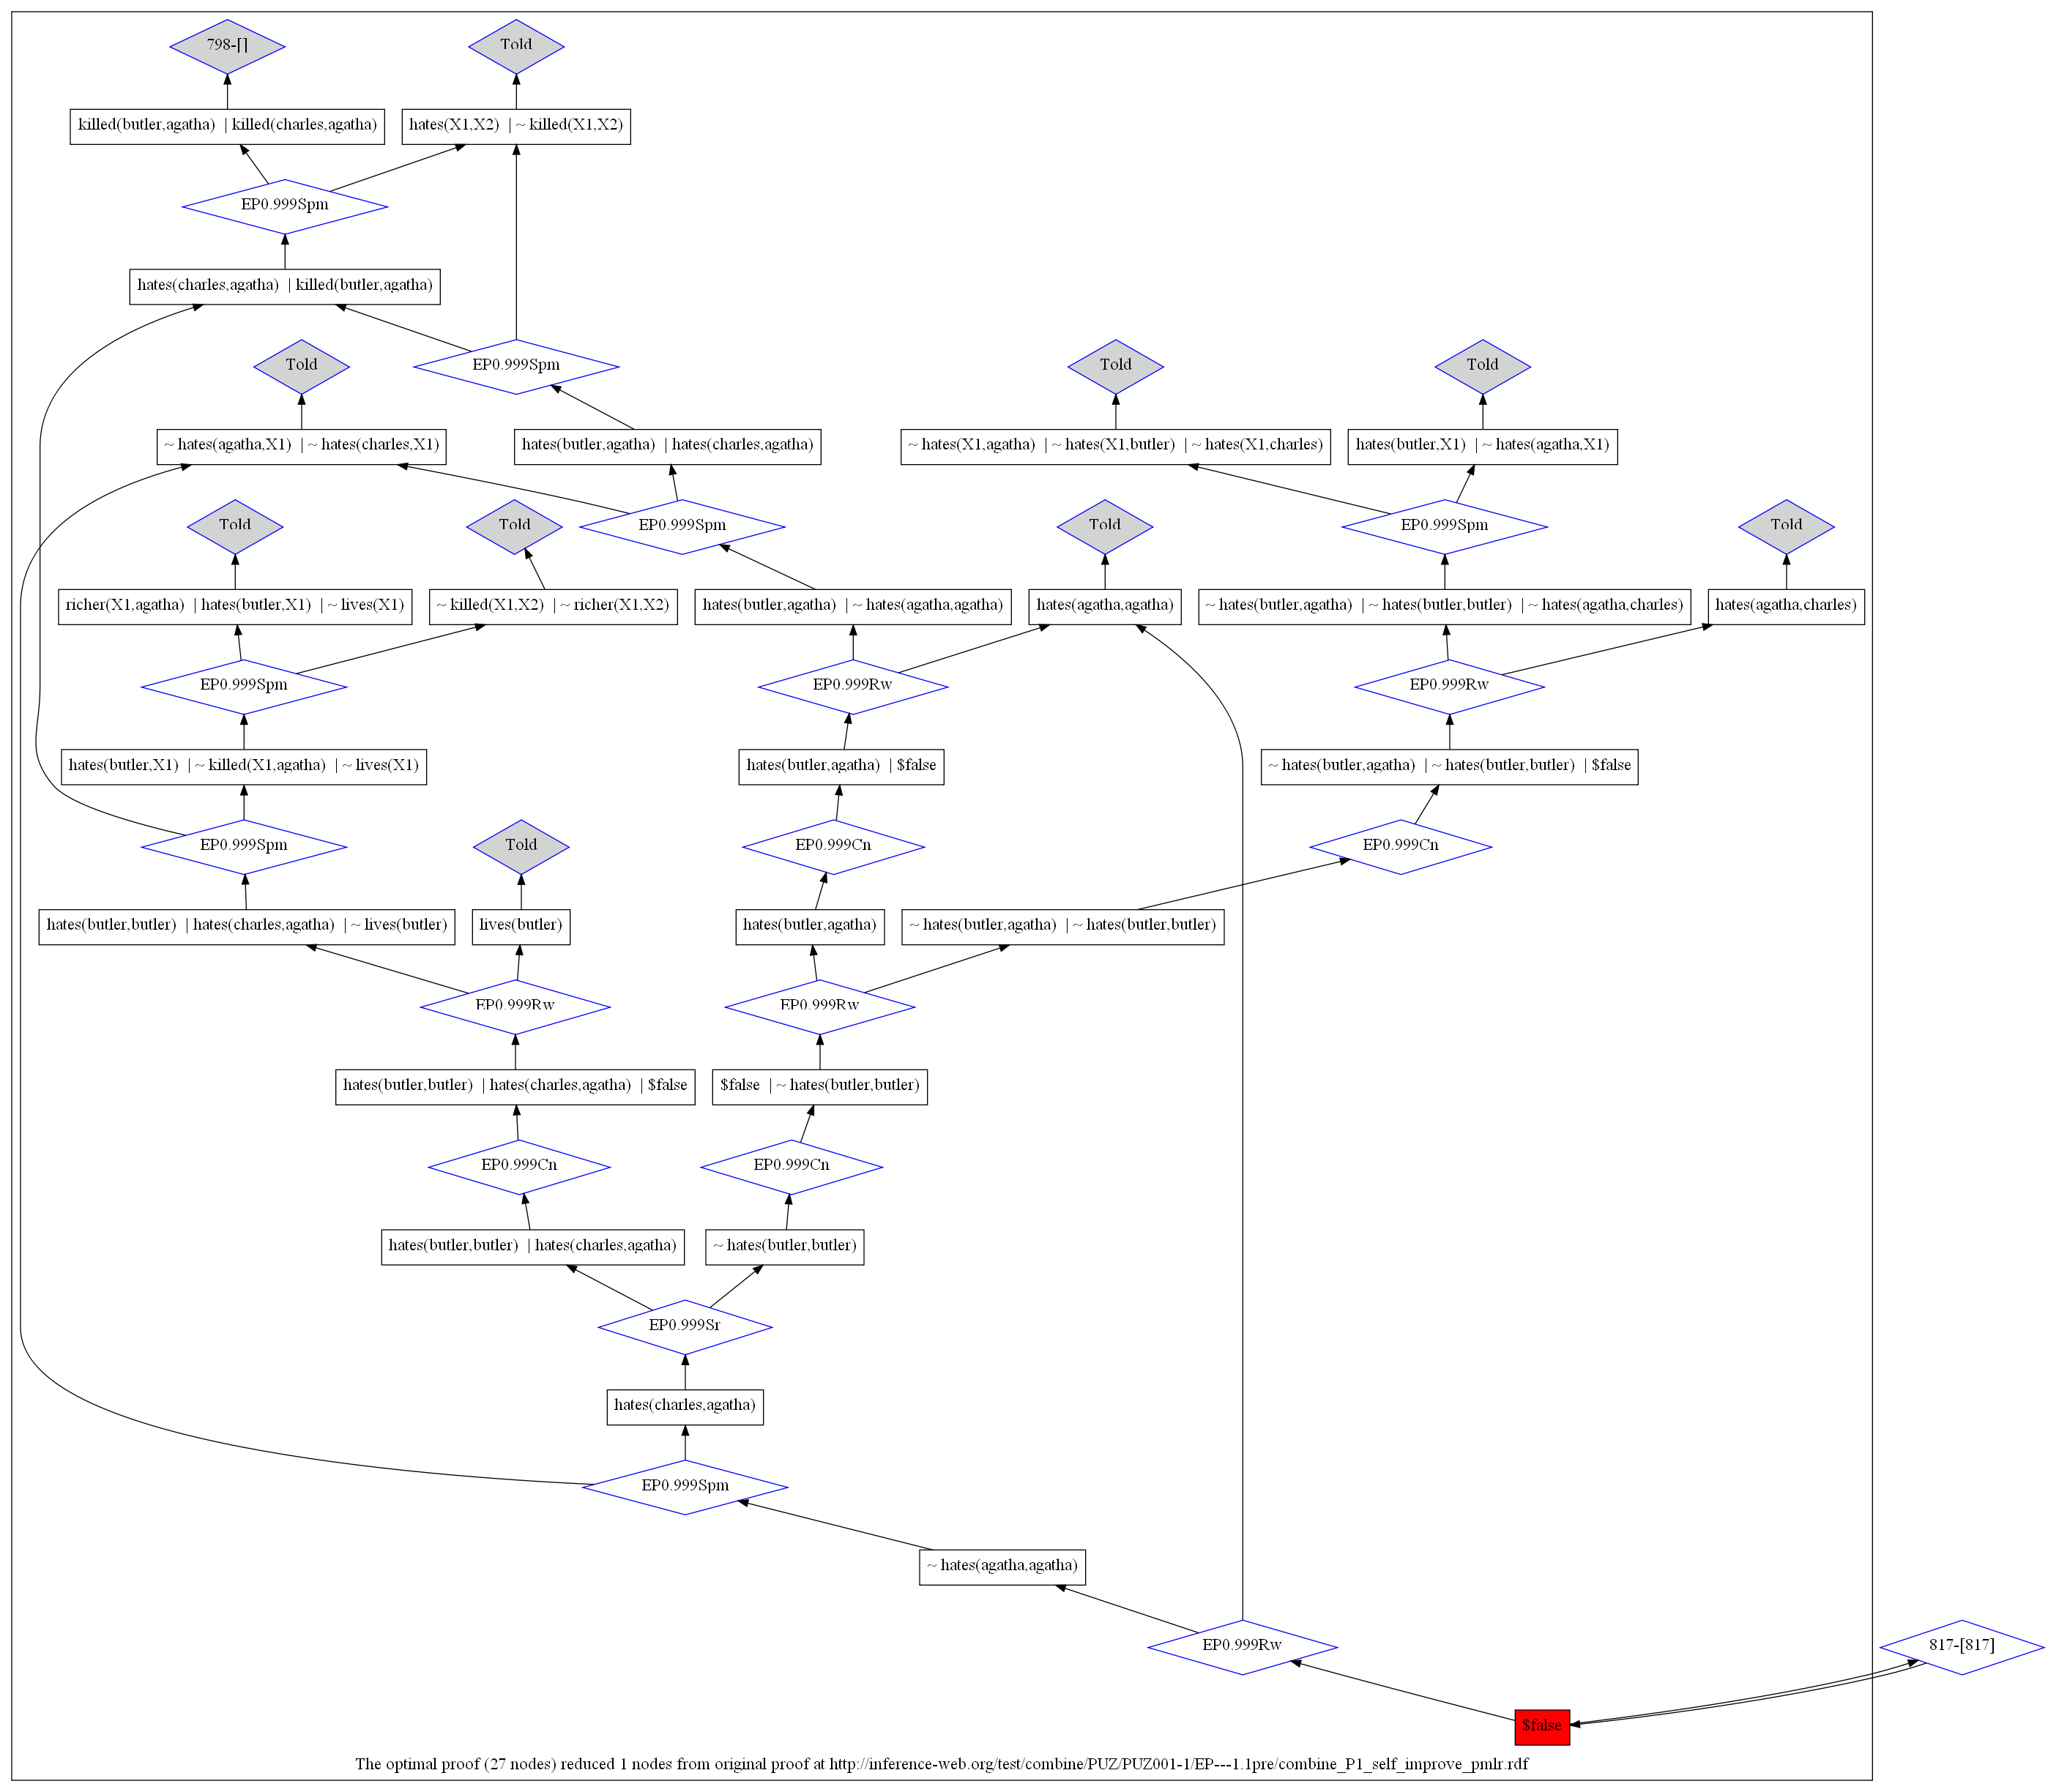 798-[]
Told
killed(butler,agatha) | killed(charles,agatha)
hates(X1,X2) | ~ killed(X1,X2)
EP0.999Spm
hates(charles,agatha) | killed(butler,agatha)
Told
EP0.999Spm
Told
Told
~ hates(agatha,X1) | ~ hates(charles,X1)
hates(butler,agatha) | hates(charles,agatha)
~ hates(X1,agatha) | ~ hates(X1,butler) | ~ hates(X1,charles)
hates(butler,X1) | ~ hates(agatha,X1)
Told
Told
EP0.999Spm
Told
EP0.999Spm
Told
richer(X1,agatha) | hates(butler,X1) | ~ lives(X1)
~ killed(X1,X2) | ~ richer(X1,X2)
hates(butler,agatha) | ~ hates(agatha,agatha)
hates(agatha,agatha)
~ hates(butler,agatha) | ~ hates(butler,butler) | ~ hates(agatha,charles)
hates(agatha,charles)
EP0.999Spm
EP0.999Rw
EP0.999Rw
hates(butler,X1) | ~ killed(X1,agatha) | ~ lives(X1)
hates(butler,agatha) | $false
~ hates(butler,agatha) | ~ hates(butler,butler) | $false
EP0.999Spm
Told
EP0.999Cn
EP0.999Cn
hates(butler,butler) | hates(charles,agatha) | ~ lives(butler)
lives(butler)
hates(butler,agatha)
~ hates(butler,agatha) | ~ hates(butler,butler)
EP0.999Rw
EP0.999Rw
hates(butler,butler) | hates(charles,agatha) | $false
$false | ~ hates(butler,butler)
EP0.999Cn
EP0.999Cn
hates(butler,butler) | hates(charles,agatha)
~ hates(butler,butler)
EP0.999Sr
hates(charles,agatha)
EP0.999Spm
~ hates(agatha,agatha)
EP0.999Rw
817-[817]
$false
The optimal proof (27 nodes) reduced 1 nodes from original proof at http://inference-web.org/test/combine/PUZ/PUZ001-1/EP---1.1pre/combine_P1_self_improve_pmlr.rdf